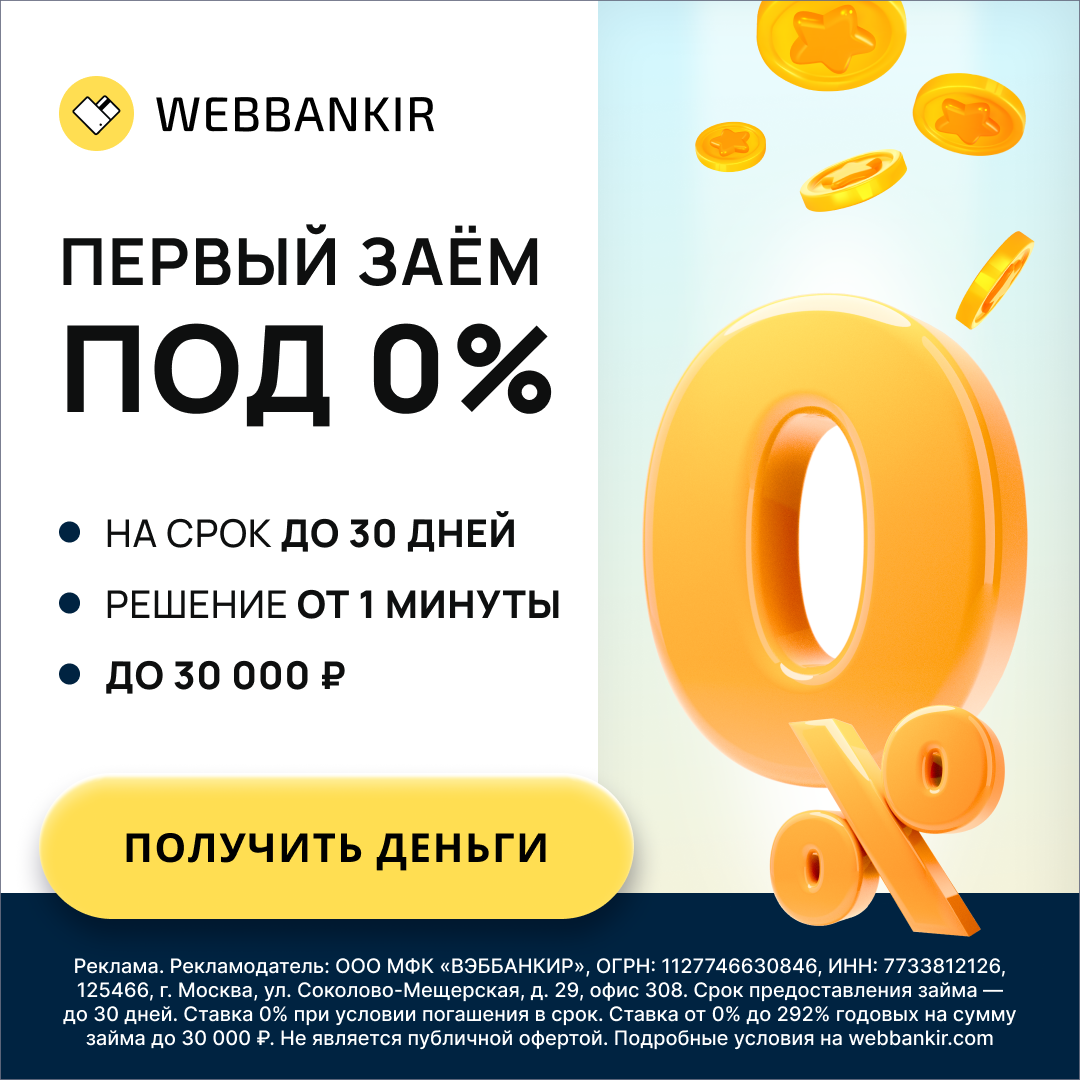 WEBBANKIR
ПЕРВЫЙ ЗАЁМ
ПОД 0%
НА СРОК ДО 30 ДНЕЙ
РЕШЕНИЕ ОТ 1 МИНУТЫ
ДО 30 000 ₽
ПОЛУЧИТЬ ДЕНЬГИ
0%
Реклама. Рекламодатель: ООО МФК «ВЭББАНКИР», ОГРН: 1127746630846, ИНН: 7733812126,
125466, г. Москва, ул. Соколово-Мещерская, д. 29, офис 308. Срок предоставления займа —
до 30 дней. Ставка 0% при условии погашения в срок. Ставка от 0% до 292% годовых на сумму
займа до 30 000 ₽. Не является публичной офертой. Подробные условия на webbankir.com